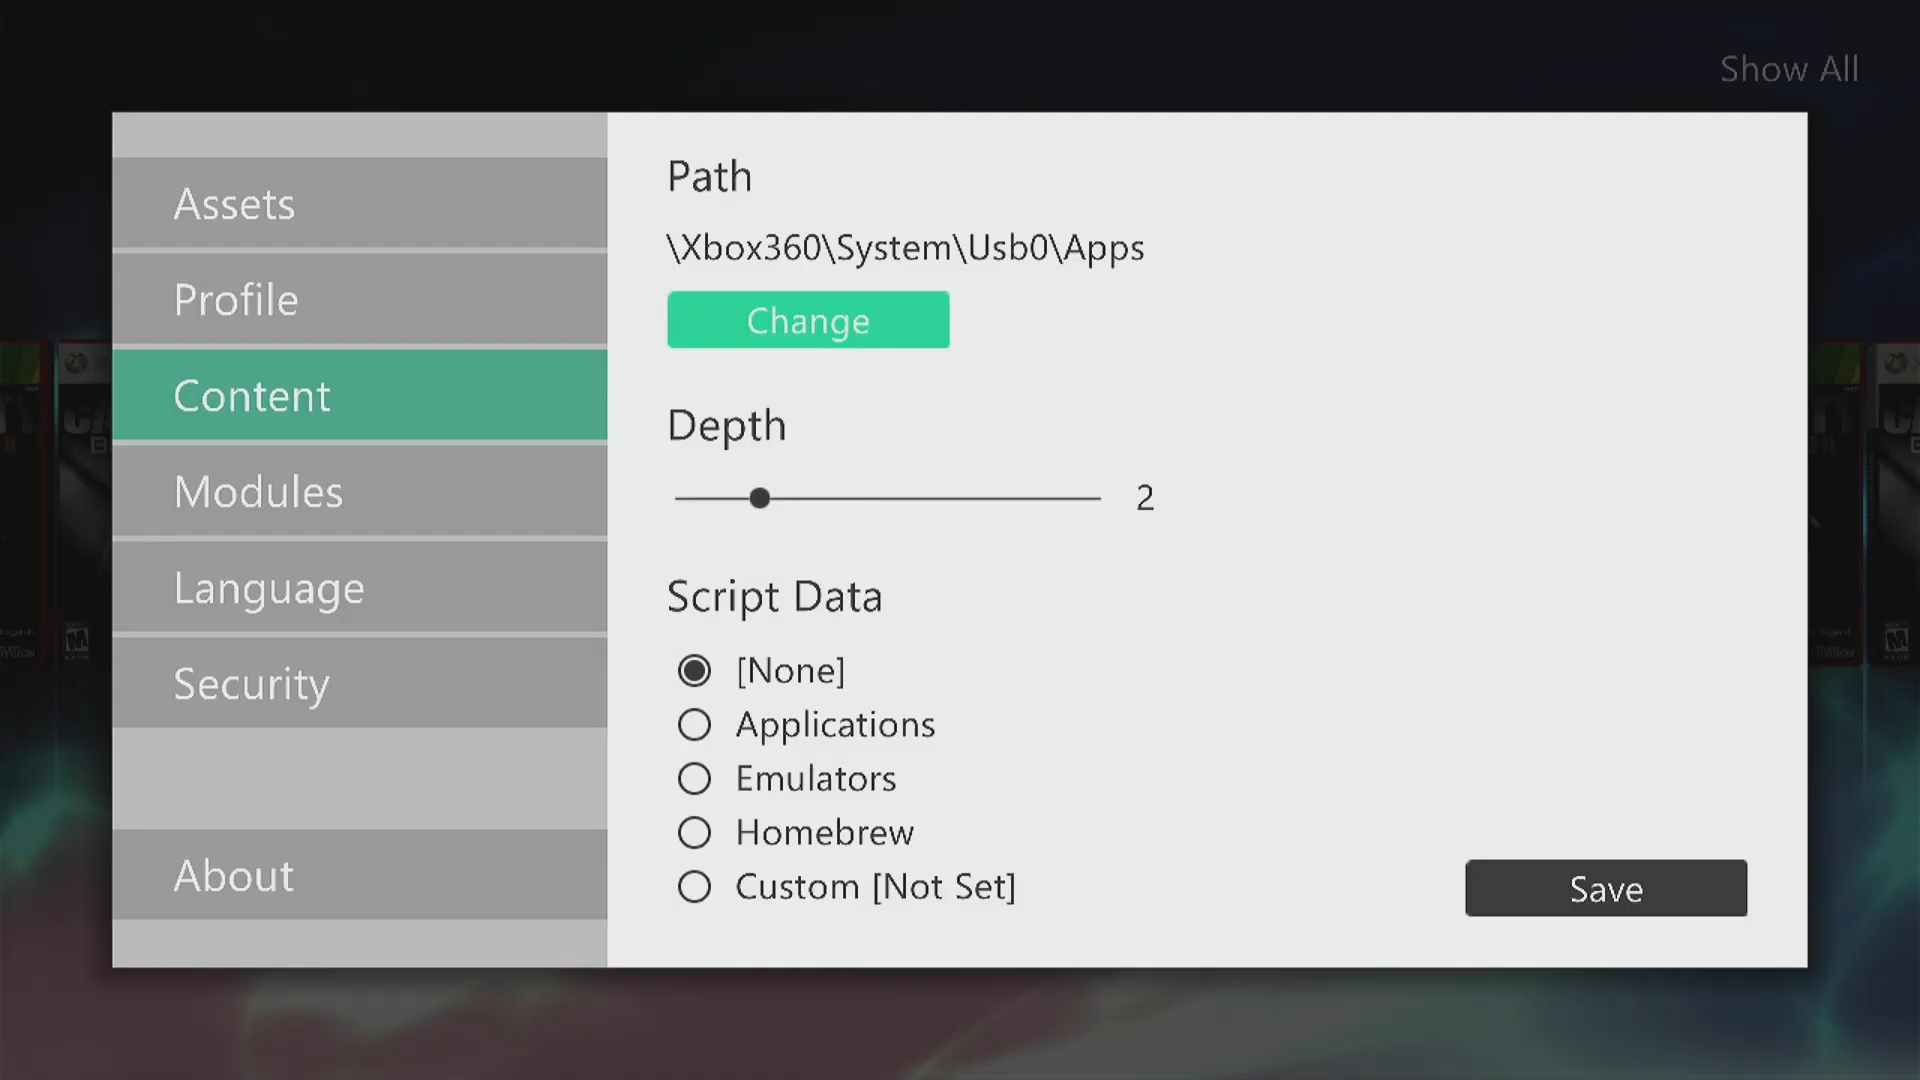 Show All
Assets
Profile
Content
Modules
Language
Security
About
Path
\Xbox360\System\Usb0\Apps
Change
Depth
2
Script Data
[None]
Applications
Emulators
Homebrew
Custom [Not Set]
Save